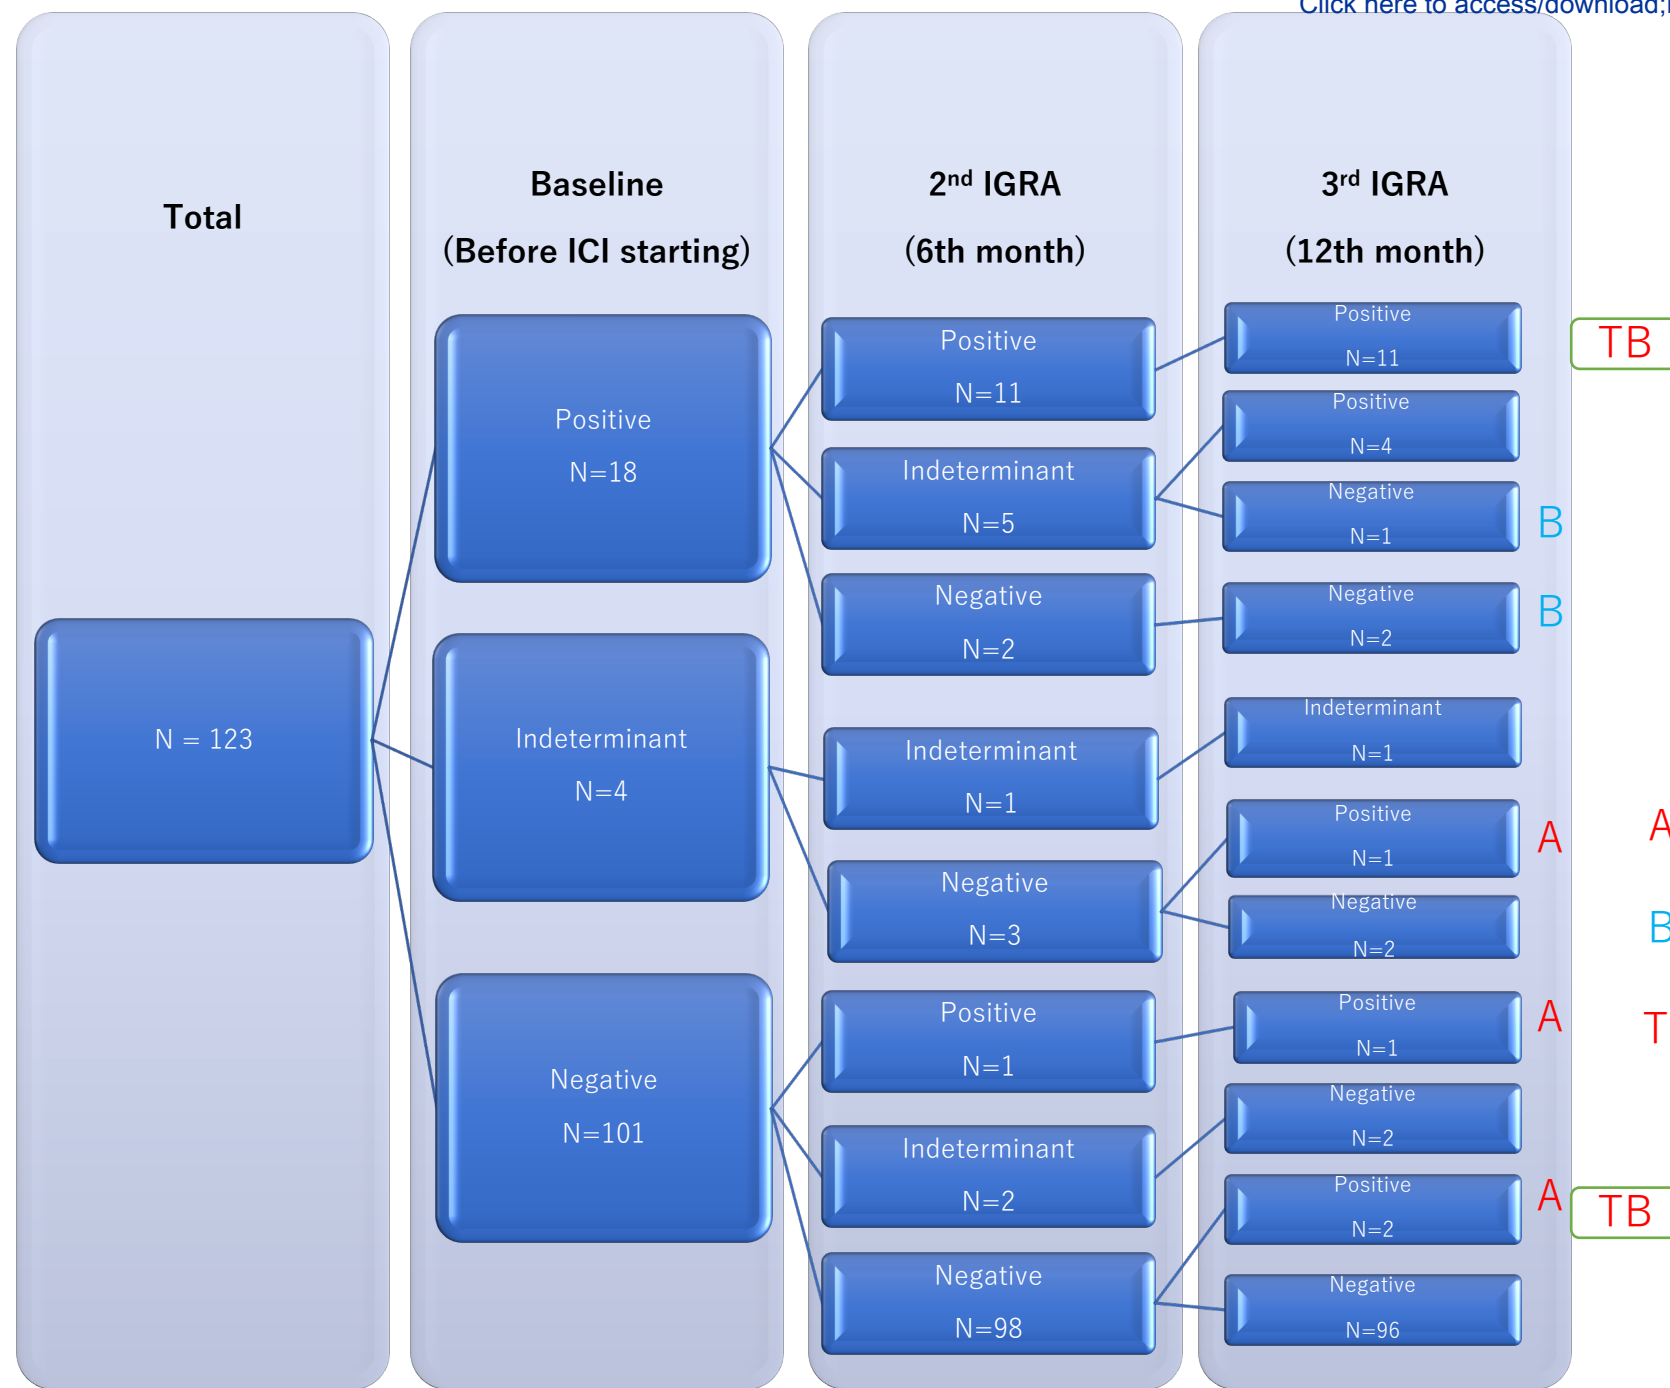 Click here to access/download;
Total
Baseline
(Before ICI starting)
2nd IGRA
(6th month)
3rd IGRA
(12th month)
N = 123
Positive
N=18
Indeterminant
N=4
Negative
N=101
Positive
N=11
Indeterminant
N=5
Negative
N=2
Indeterminant
N=1
Negative
N=3
Positive
N=1
Indeterminant
N=2
Negative
N=98
Positive
N=11
TB
Positive
N=4
Negative
N=1
B
Negative
N=2
B
Indeterminant
N=1
Positive
N=1
A
Negative
N=2
Positive
N=1
A
Negative
N=2
Positive
N=2
A
TB
Negative
N=96
A
B
T